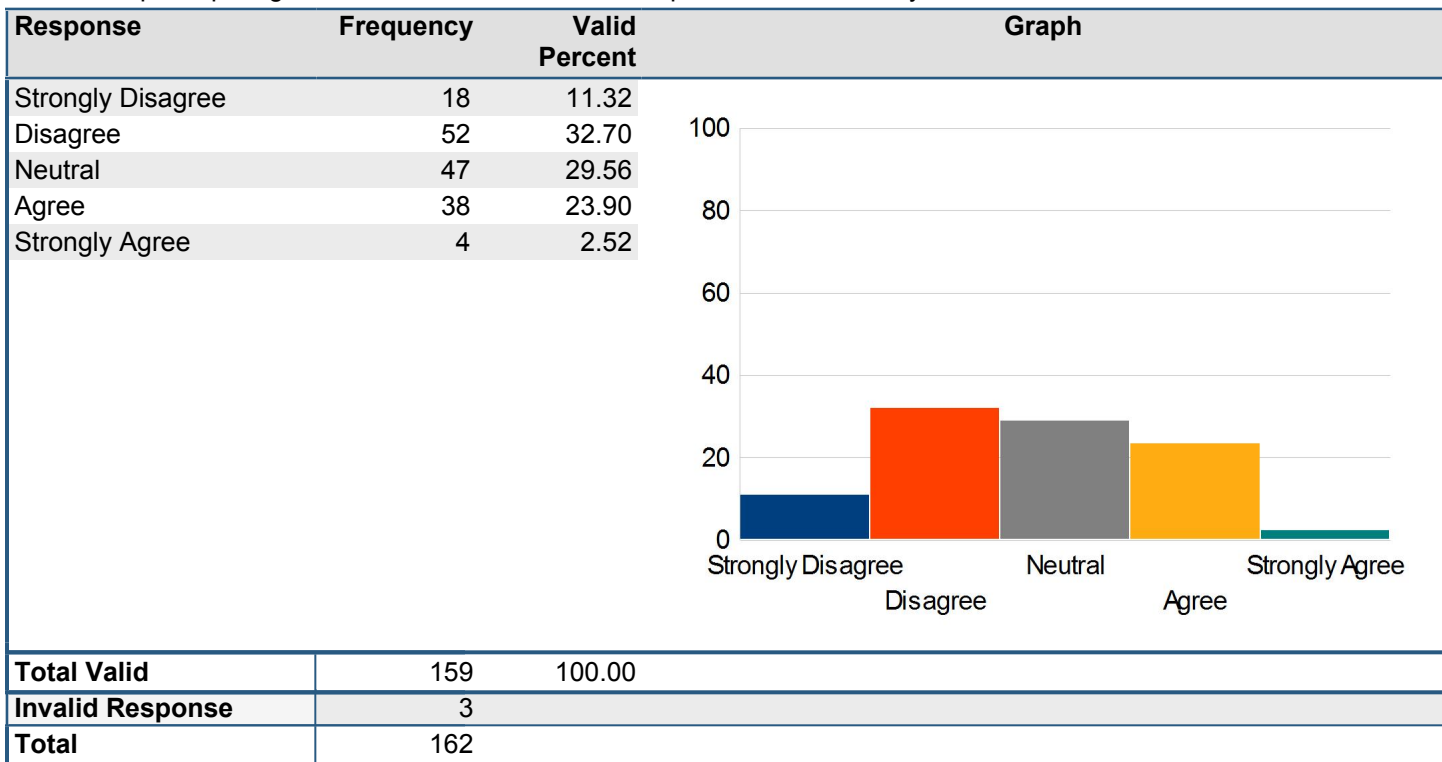 Response Frequency Valid Percent Graph
Strongly Disagree 18 11.32
Disagree 52 32.70
Neutral 47 29.56
Agree 38 23.90
Strongly Agree 4 2.52
100
80
60
40
20
0
Strongly Disagree Neutral Strongly Agree
Disagree Agree
Total Valid 159 100.00
Invalid Response 3
Total 162